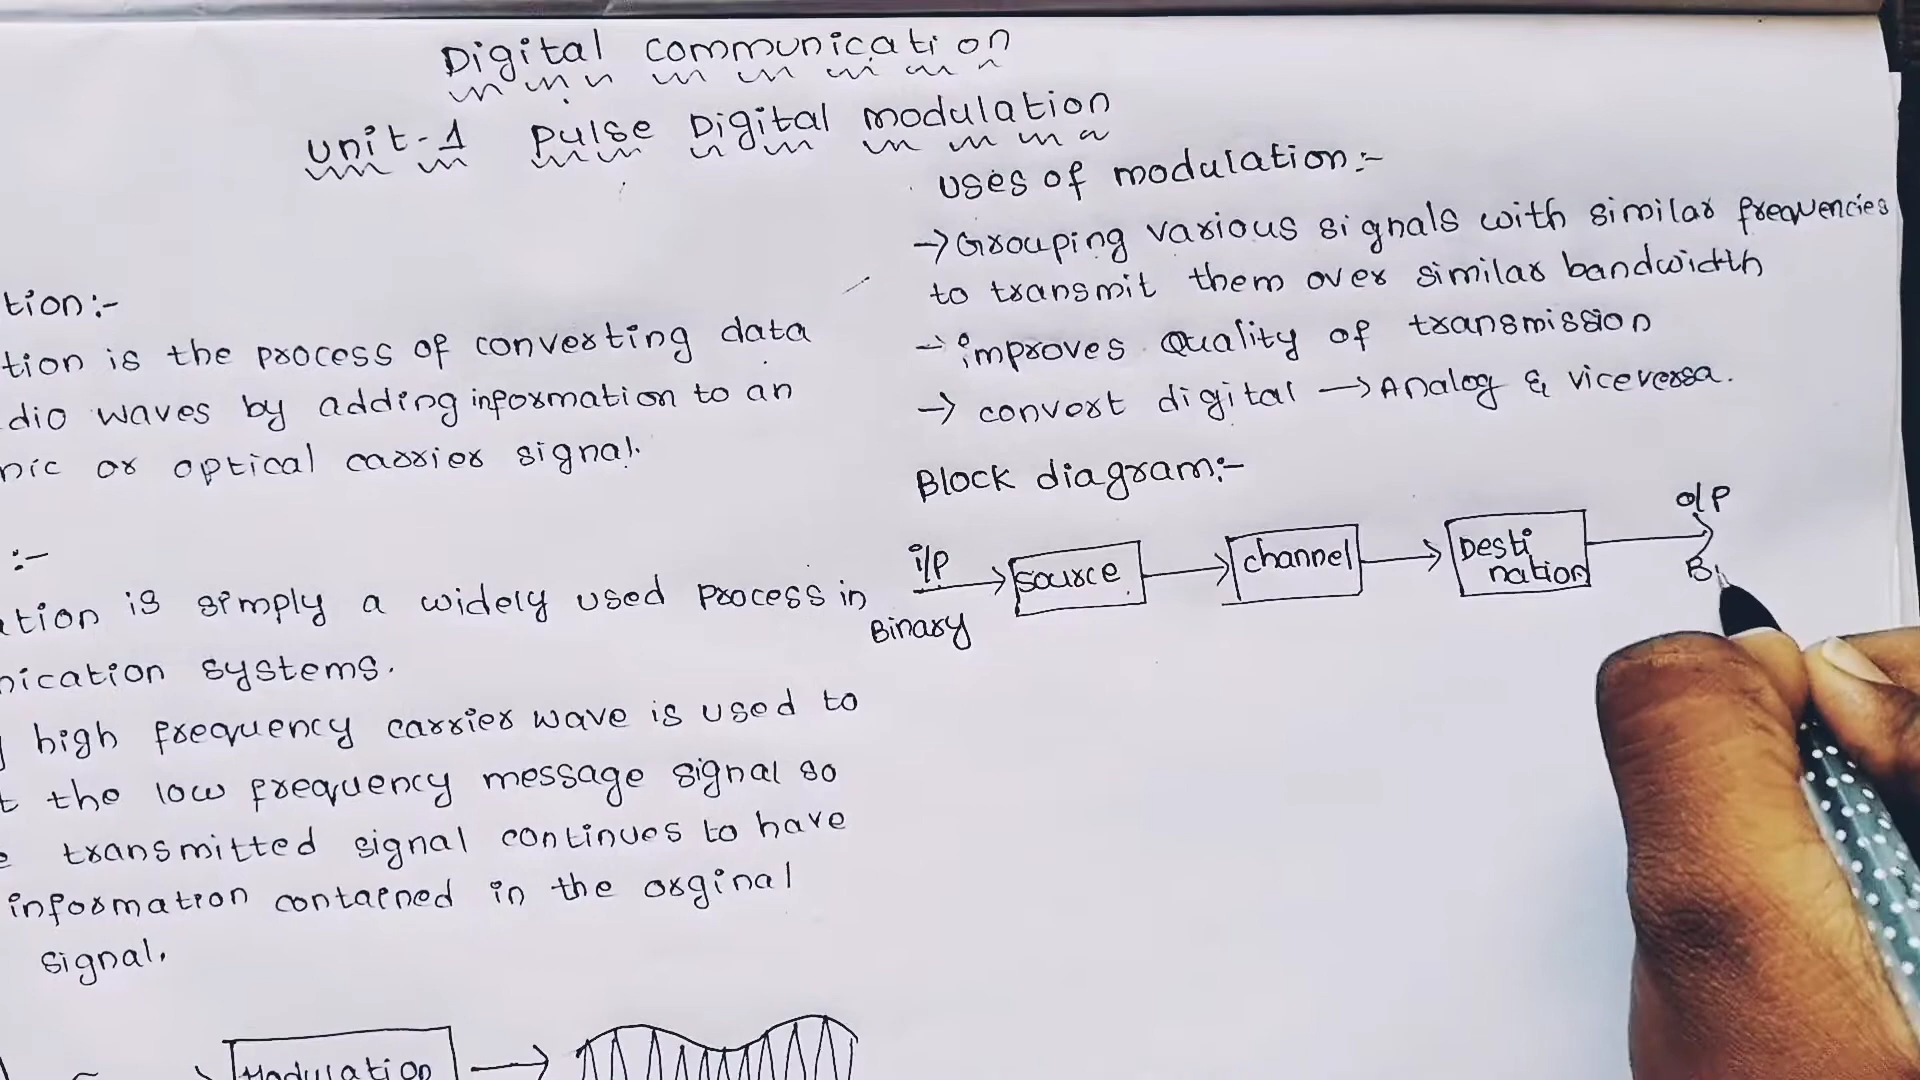 Digital Communication
Unit-1 Pulse Digital modulation
tion:-
tion is the process of converting data
dio waves by adding information to an
nic or optical carrier signal.
:-
tion is simply a widely used process in
nication systems.
high frequency carrier wave is used to
t the low frequency message signal so
e transmitted signal continues to have
information contained in the orginal
signal.
Modulation
uses of modulation:-
→ Grouping various signals with similar frequencies
to transmit them over similar bandwidth
→ improves Quality of transmission
→ convert digital → Analog & viceversa.
Block diagram:-
i/p
Binary
source
channel
Desti
nation
o/p
Bi